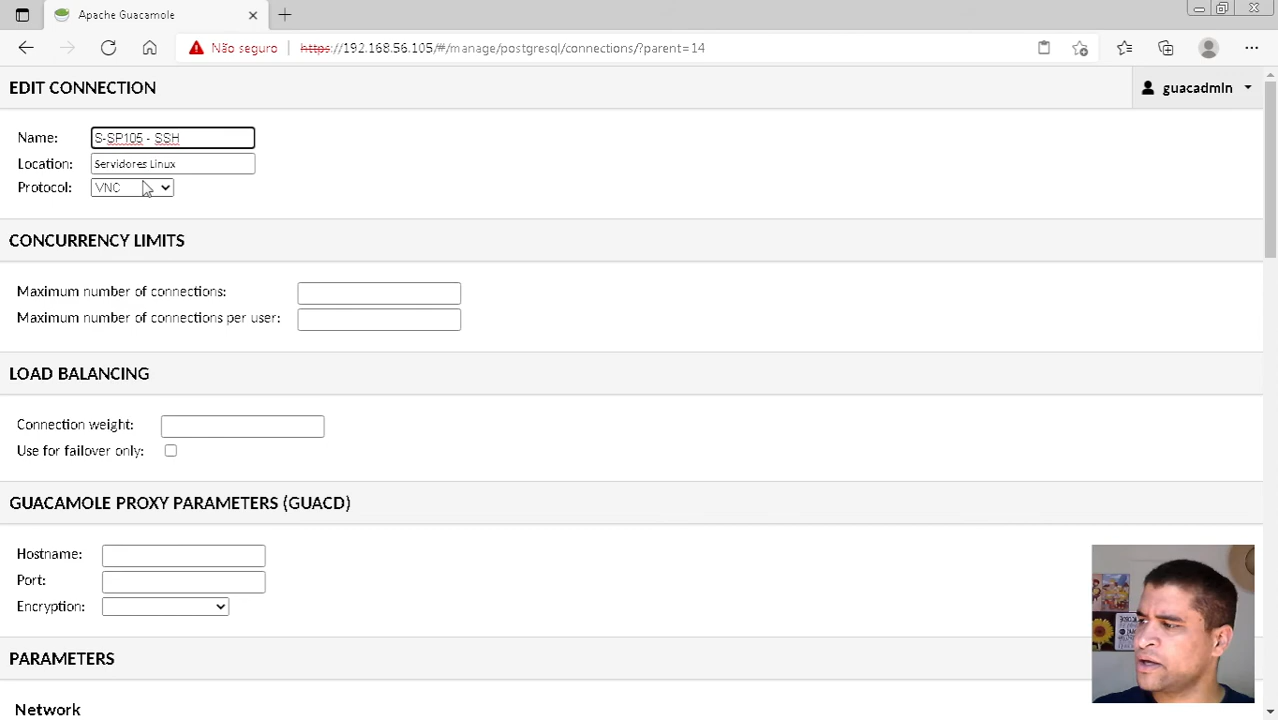 Apache Guacamole
Não seguro
https://192.168.56.105/#/manage/postgresql/connections/?parent=14
EDIT CONNECTION
guacadmin
Name: S-SP105 - SSH
Location: Servidores Linux
Protocol: VNC
CONCURRENCY LIMITS
Maximum number of connections:
Maximum number of connections per user:
LOAD BALANCING
Connection weight:
Use for failover only:
GUACAMOLE PROXY PARAMETERS (GUACD)
Hostname:
Port:
Encryption:
PARAMETERS
Network